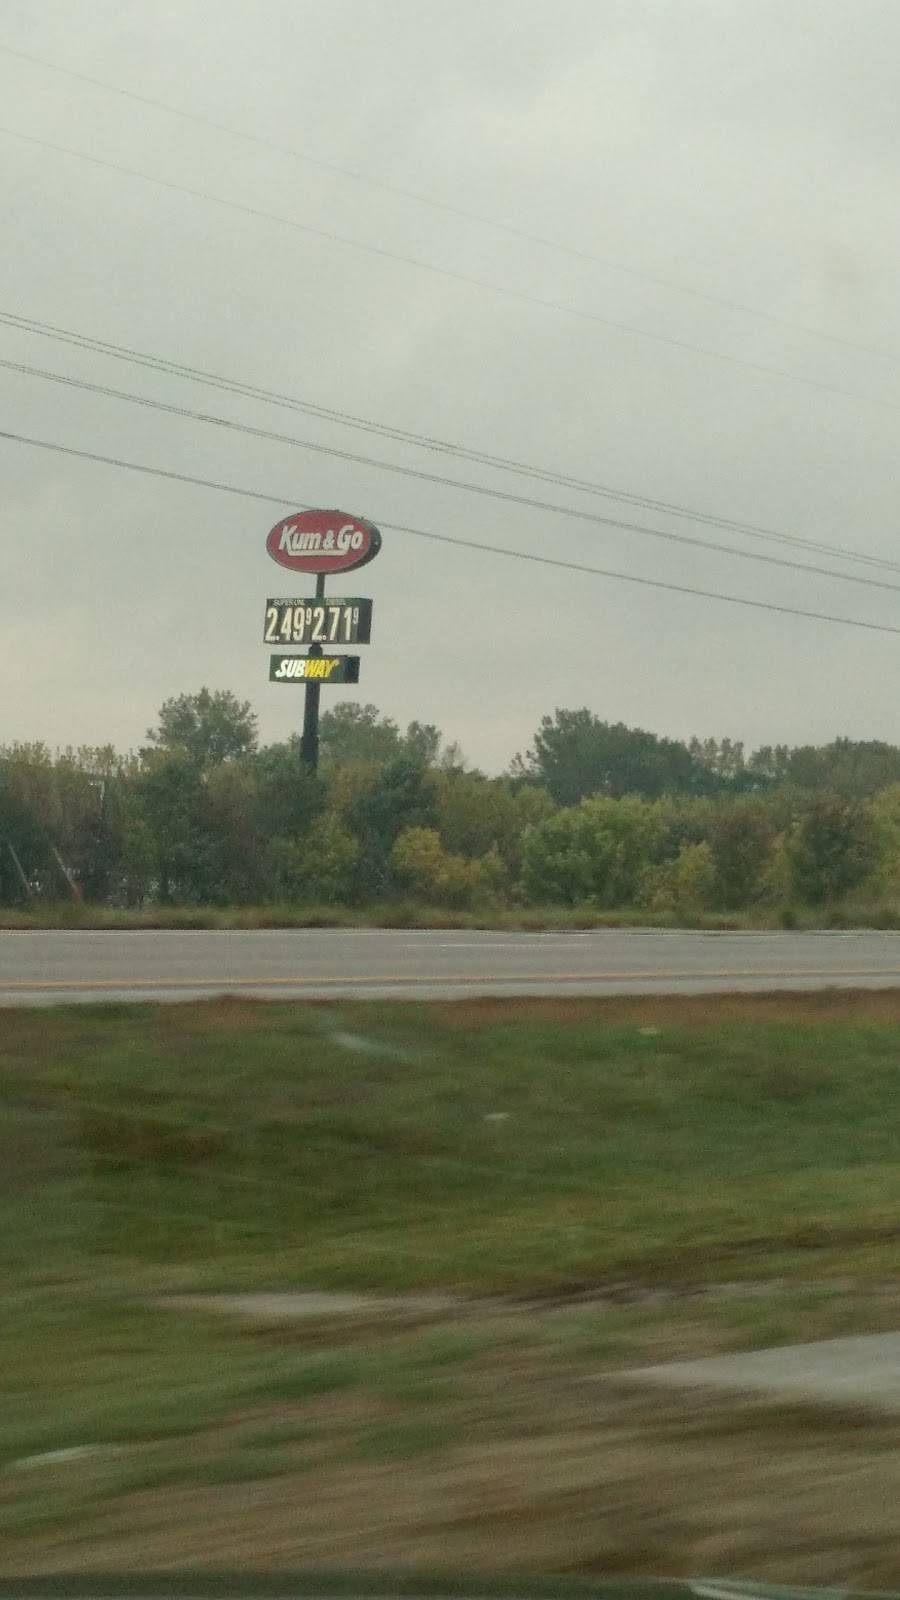 Kum & Go
SUPER UNL DIESEL
2.49⁹ 2.71⁹
SUBWAY